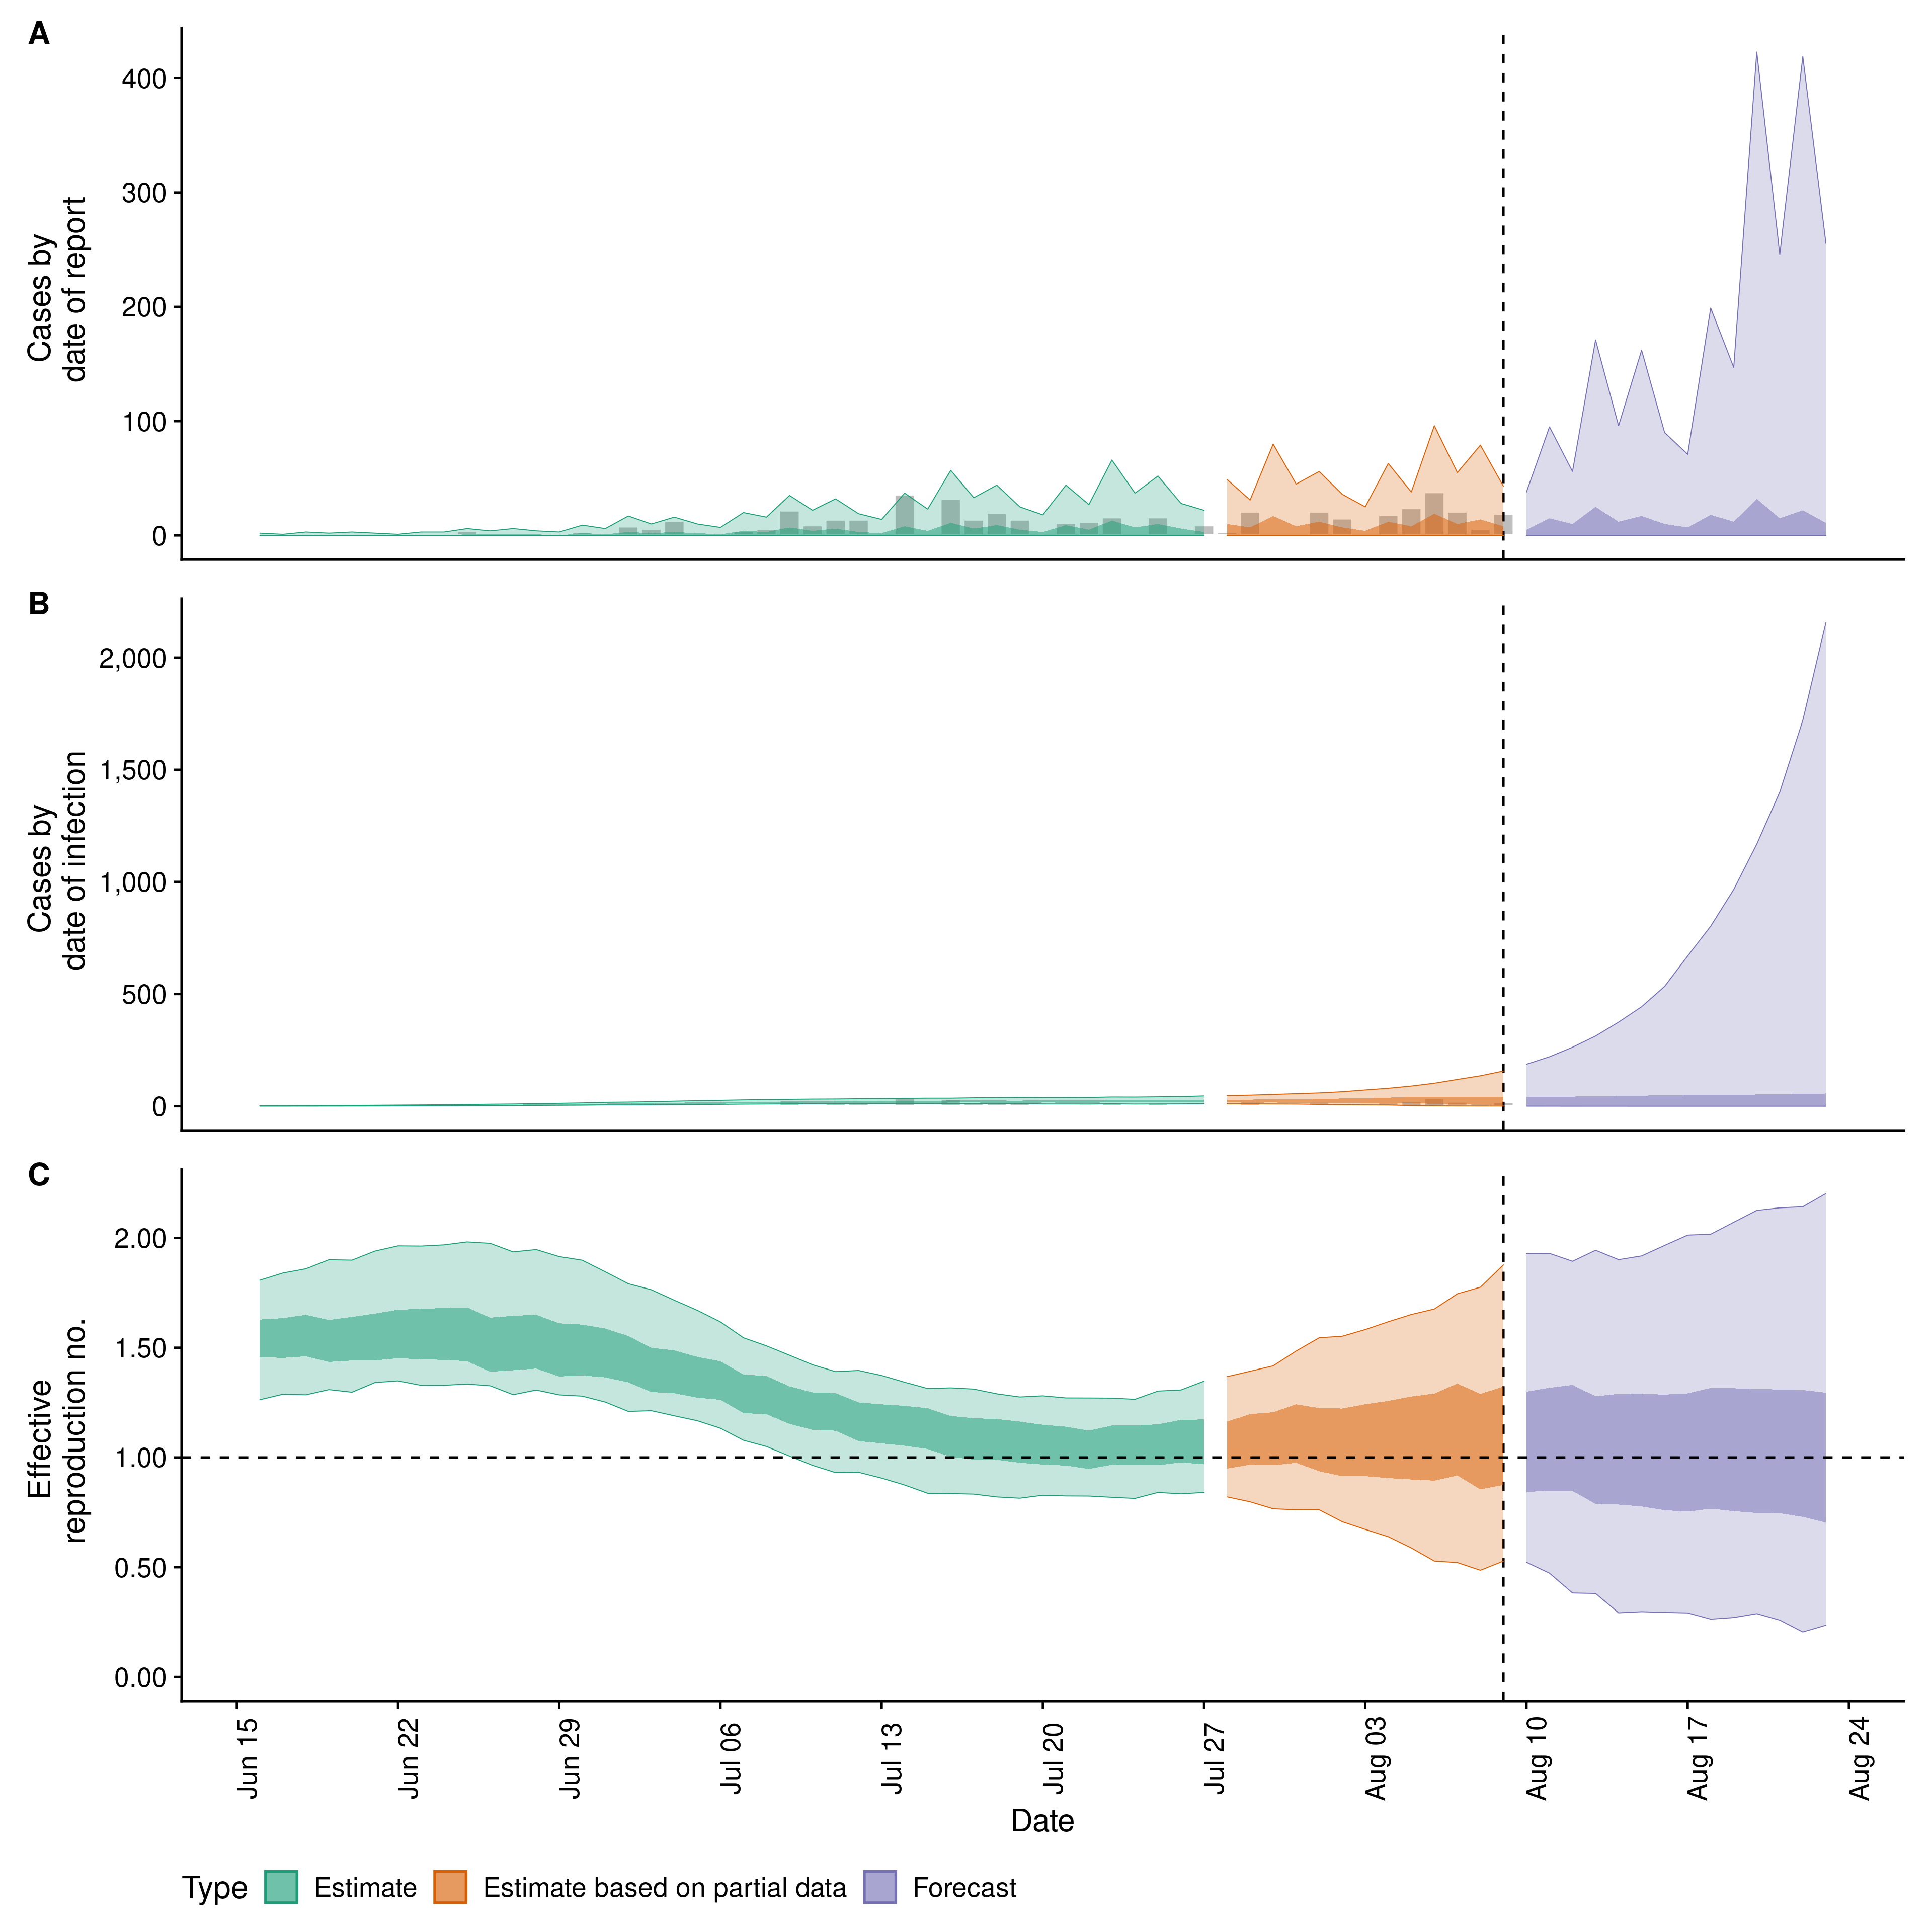 A
400
300
200
100
0
Cases by
date of report
B
2,000
1,500
1,000
500
0
Cases by
date of infection
C
2.00
1.50
1.00
0.50
0.00
Effective
reproduction no.
Jun 15
Jun 22
Jun 29
Jul 06
Jul 13
Jul 20
Jul 27
Aug 03
Aug 10
Aug 17
Aug 24
Date
Type Estimate Estimate based on partial data Forecast